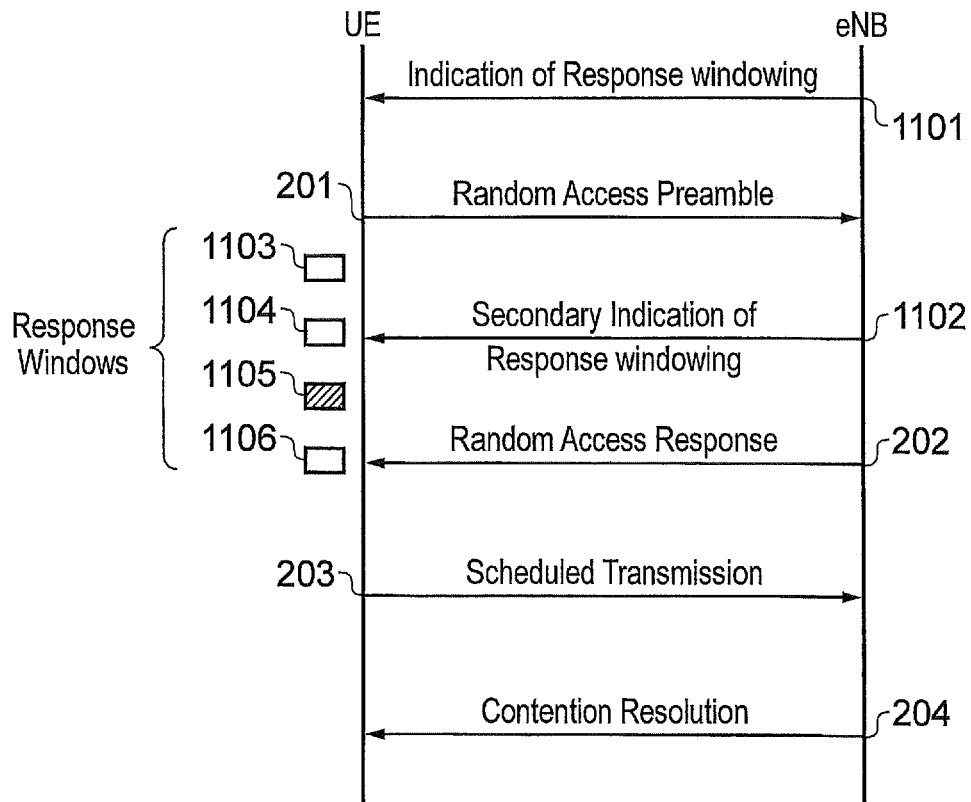 UE
eNB
Indication of Response windowing
1101
201
Random Access Preamble
1103
1104
Response
Windows
Secondary Indication of
Response windowing
1102
1105
1106
Random Access Response
202
203
Scheduled Transmission
Contention Resolution
204